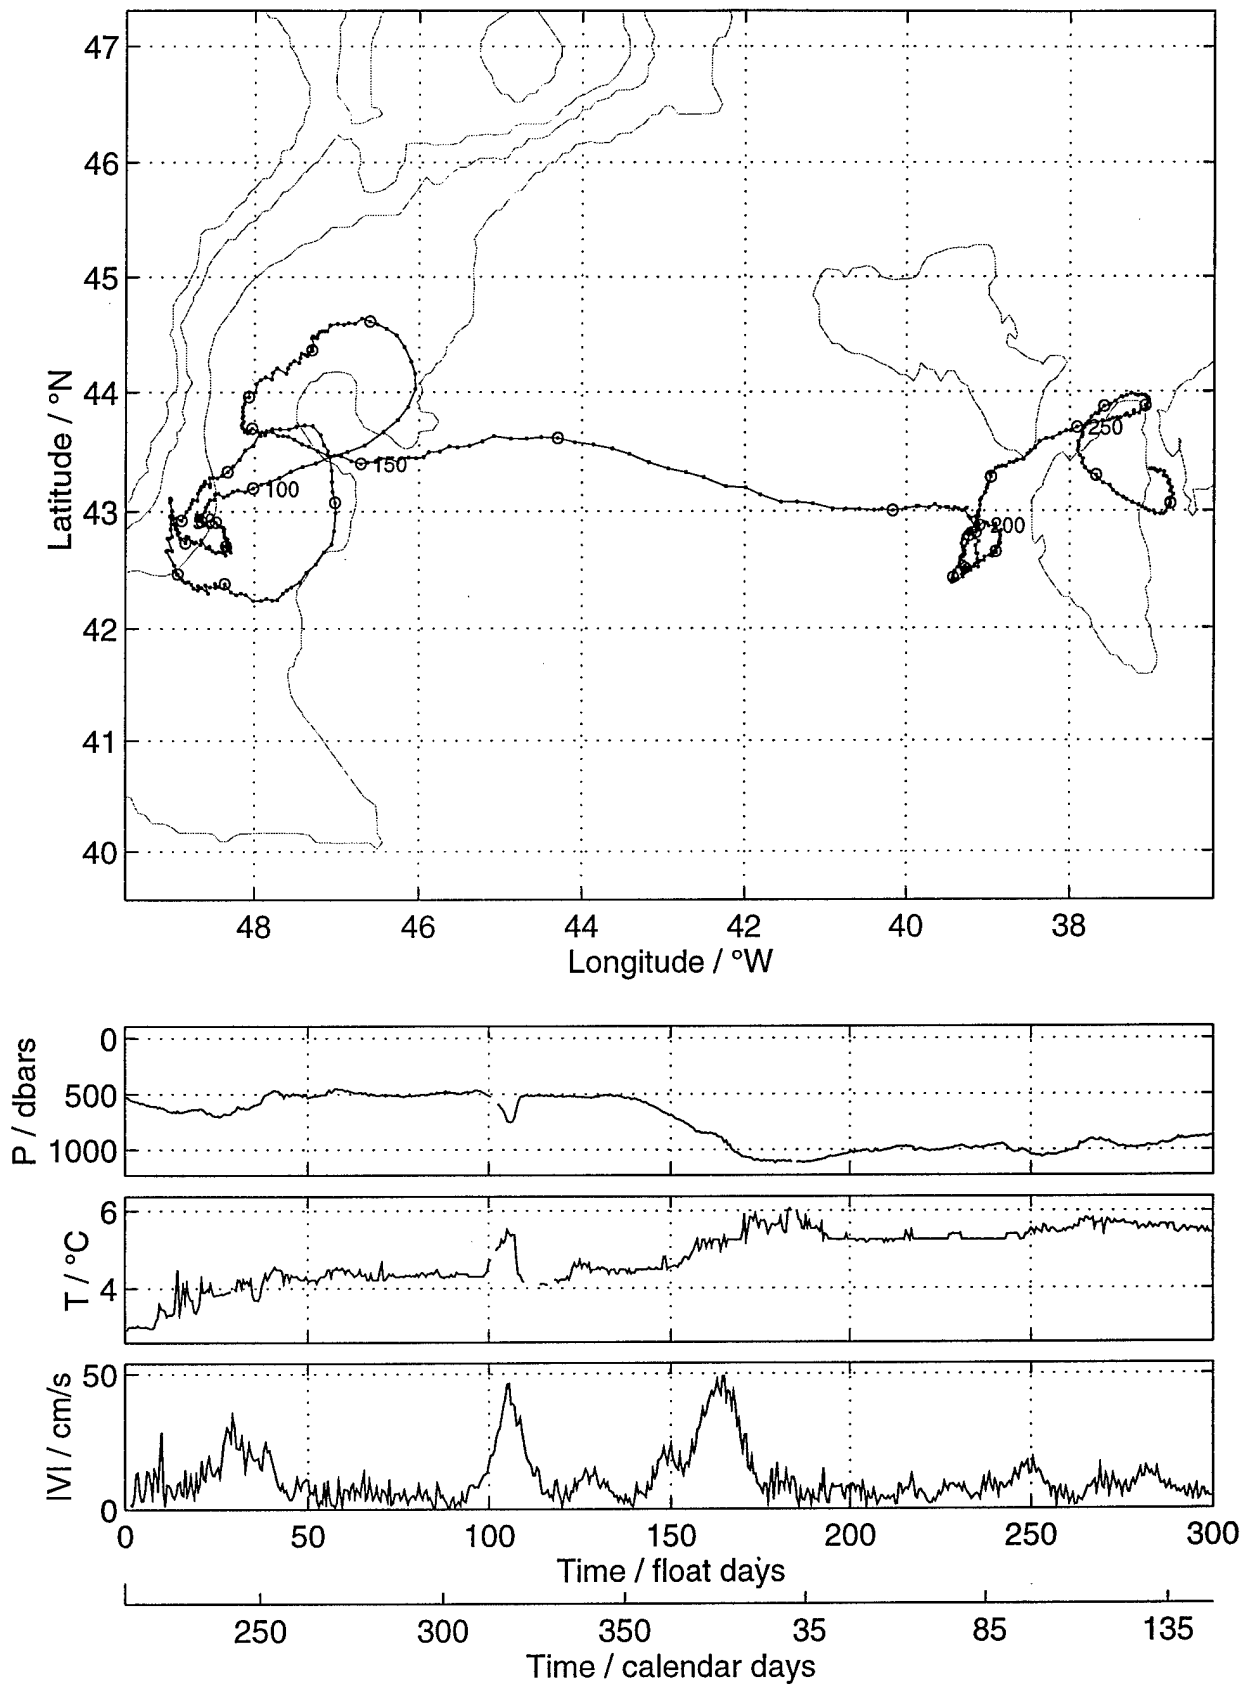 47
46
45
44
43
42
41
40
Latitude / °N
100
150
200
250
48 46 44 42 40 38
Longitude / °W
P / dbars
0
500
1000
T / °C
6
4
|V| / cm/s
50
0
0 50 100 150 200 250 300
Time / float days
250 300 350 35 85 135
Time / calendar days